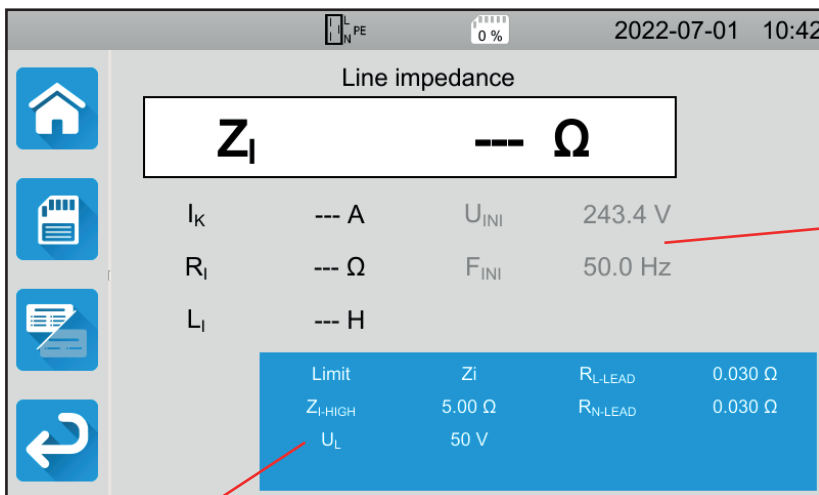 L N PE 0 % 2022-07-01 10:42
Line impedance
ZI --- Ω
IK --- A UINI 243.4 V
RI --- Ω FINI 50.0 Hz
LI --- H
Limit Zi RL-LEAD 0.030 Ω
ZI-HIGH 5.00 Ω RN-LEAD 0.030 Ω
UL 50 V